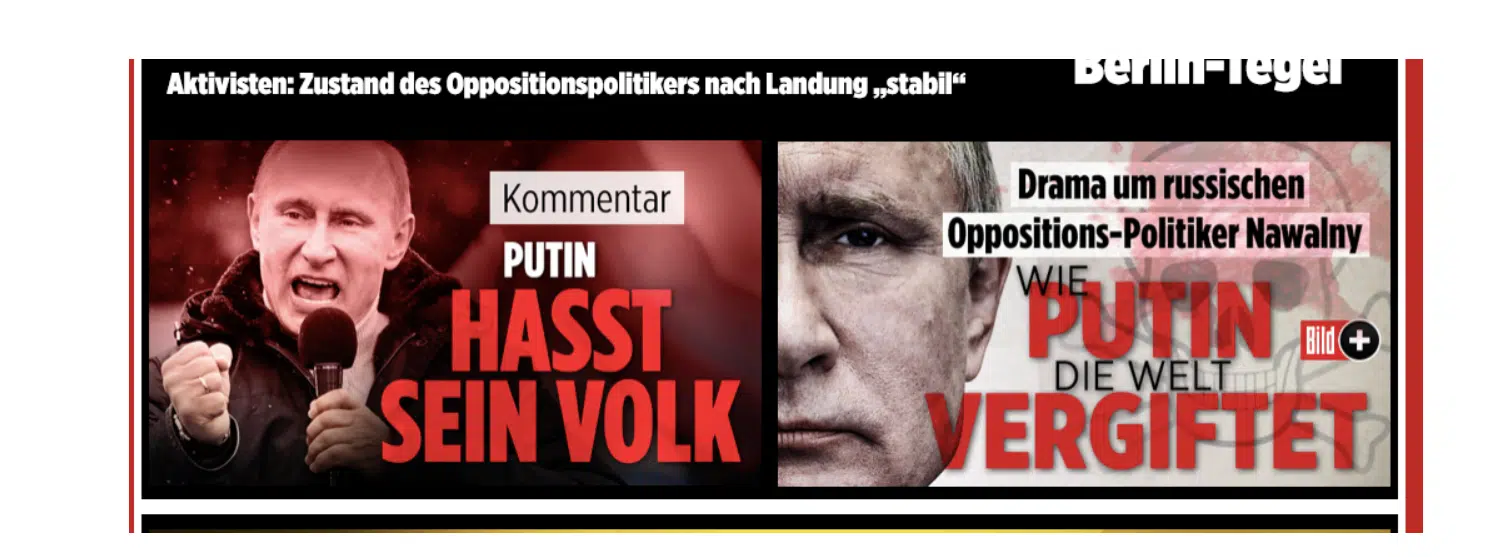 Aktivisten: Zustand des Oppositionspolitikers nach Landung „stabil“
Berlin-Tegel
Kommentar
PUTIN
HASST
SEIN VOLK
Drama um russischen
Oppositions-Politiker Nawalny
WIE
PUTIN
DIE WELT
VERGIFTET
Bild+